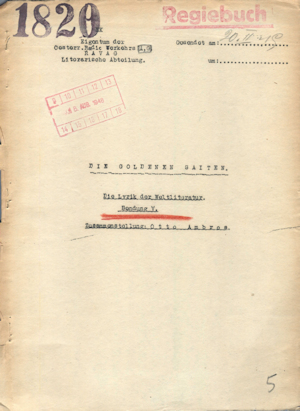 1820
Regiebuch
Eigentum der
Oesterr.Radio Verkehrs A.G.
RAVAG
Literarische Abteilung.
Gesendet am:
um:
DIE GOLDENEN SAITEN.
Die Lyrik der Weltliteratur.
Sendung V.
Zusammenstellung: Otto Ambros.
5